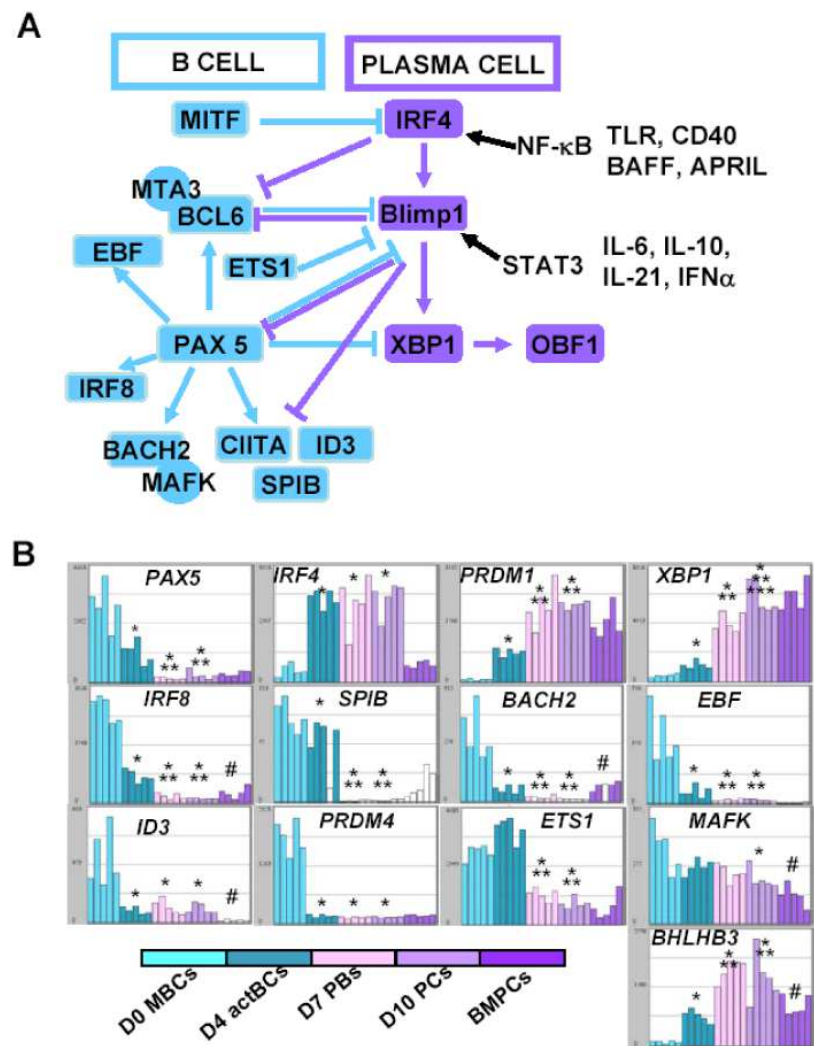 A
B CELL
PLASMA CELL
MITF
IRF4
NF-κB
TLR, CD40
BAFF, APRIL
MTA3
BCL6
Blimp1
EBF
ETS1
STAT3
IL-6, IL-10,
IL-21, IFNα
PAX 5
XBP1
OBF1
IRF8
BACH2
MAFK
CIITA
ID3
SPIB
B
PAX5
*
*
**
*
**
IRF4
*
*
*
PRDM1
*
*
**
*
**
XBP1
*
*
**
*
**
***
IRF8
*
*
**
*
**
#
SPIB
*
*
**
*
**
BACH2
*
*
**
*
**
#
EBF
*
*
**
*
**
ID3
*
*
*
#
PRDM4
*
*
*
ETS1
*
**
*
**
MAFK
*
#
BHLHB3
*
*
**
*
**
#
D0 MBCs
D4 actBCs
D7 PBs
D10 PCs
BMPCs